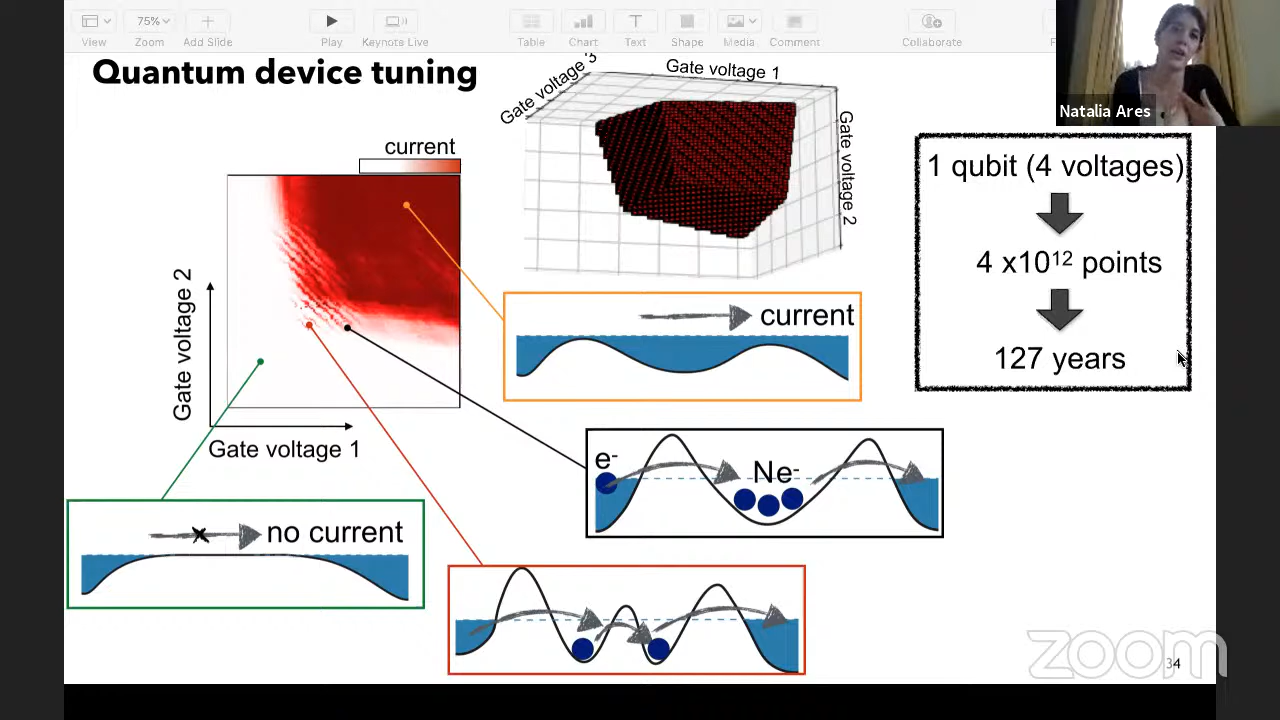 View
75%
Zoom
Add Slide
Play
Keynote Live
Table
Chart
Text
Shape
Media
Comment
Collaborate
Natalia Ares
Quantum device tuning
Gate voltage 3
Gate voltage 1
Gate voltage 2
current
Gate voltage 2
Gate voltage 1
1 qubit (4 voltages)
4 x10¹² points
127 years
current
e⁻
Ne⁻
no current
zoom
34